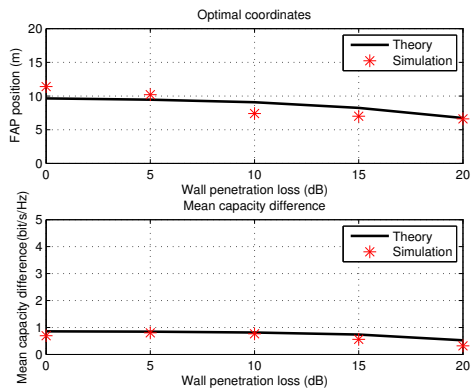 Optimal coordinates
20
15
10
5
0
FAP position (m)
Theory
Simulation
0
5
10
15
20
Wall penetration loss (dB)
Mean capacity difference
5
4
3
2
1
0
Mean capacity difference(bit/s/Hz)
Theory
Simulation
0
5
10
15
20
Wall penetration loss (dB)